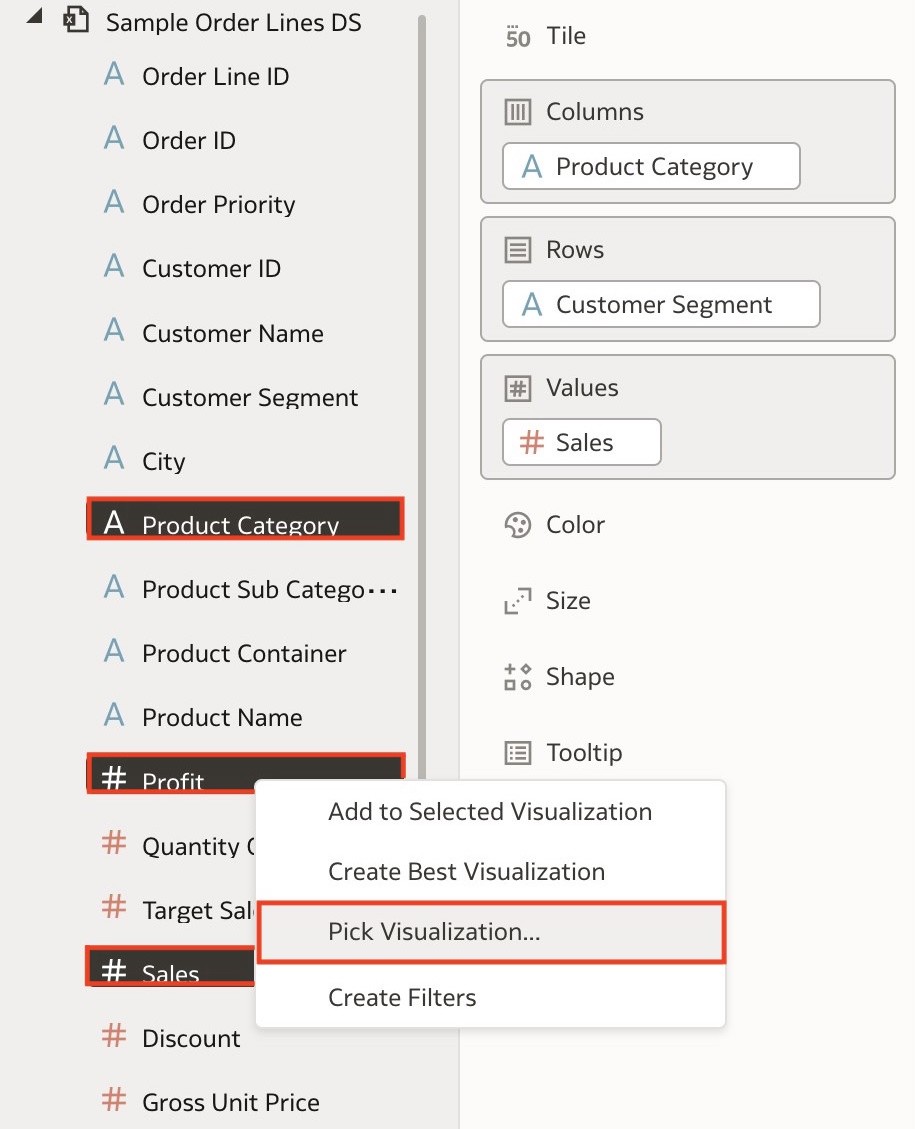 Sample Order Lines DS
A Order Line ID
A Order ID
A Order Priority
A Customer ID
A Customer Name
A Customer Segment
A City
A Product Category
A Product Sub Catego...
A Product Container
A Product Name
# Profit
# Quantity
# Target Sal
# Sales
# Discount
# Gross Unit Price
50 Tile
Columns
A Product Category
Rows
A Customer Segment
Values
# Sales
Color
Size
Shape
Tooltip
Add to Selected Visualization
Create Best Visualization
Pick Visualization...
Create Filters